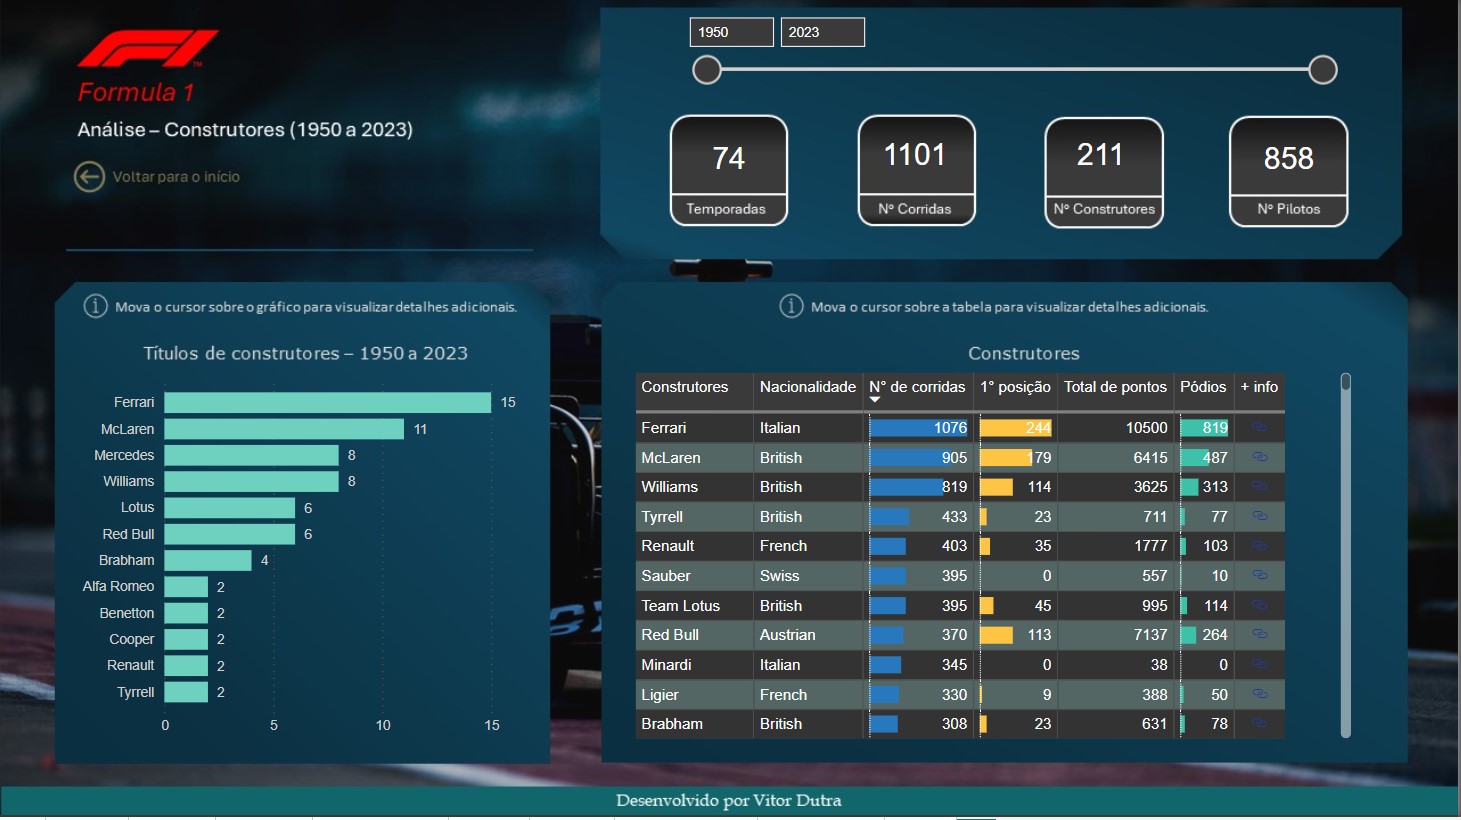 F1
TM
Formula 1
Análise – Construtores (1950 a 2023)
Voltar para o início
1950 2023
74 1101 211 858
Temporadas Nº Corridas Nº Construtores Nº Pilotos
Mova o cursor sobre o gráfico para visualizar detalhes adicionais.
Títulos de construtores – 1950 a 2023
Ferrari 15
McLaren 11
Mercedes 8
Williams 8
Lotus 6
Red Bull 6
Brabham 4
Alfa Romeo 2
Benetton 2
Cooper 2
Renault 2
Tyrrell 2
0 5 10 15
Mova o cursor sobre a tabela para visualizar detalhes adicionais.
Construtores
Construtores Nacionalidade N° de corridas 1° posição Total de pontos Pódios + info
Ferrari Italian 1076 244 10500 819
McLaren British 905 179 6415 487
Williams British 819 114 3625 313
Tyrrell British 433 23 711 77
Renault French 403 35 1777 103
Sauber Swiss 395 0 557 10
Team Lotus British 395 45 995 114
Red Bull Austrian 370 113 7137 264
Minardi Italian 345 0 38 0
Ligier French 330 9 388 50
Brabham British 308 23 631 78
Desenvolvido por Vitor Dutra